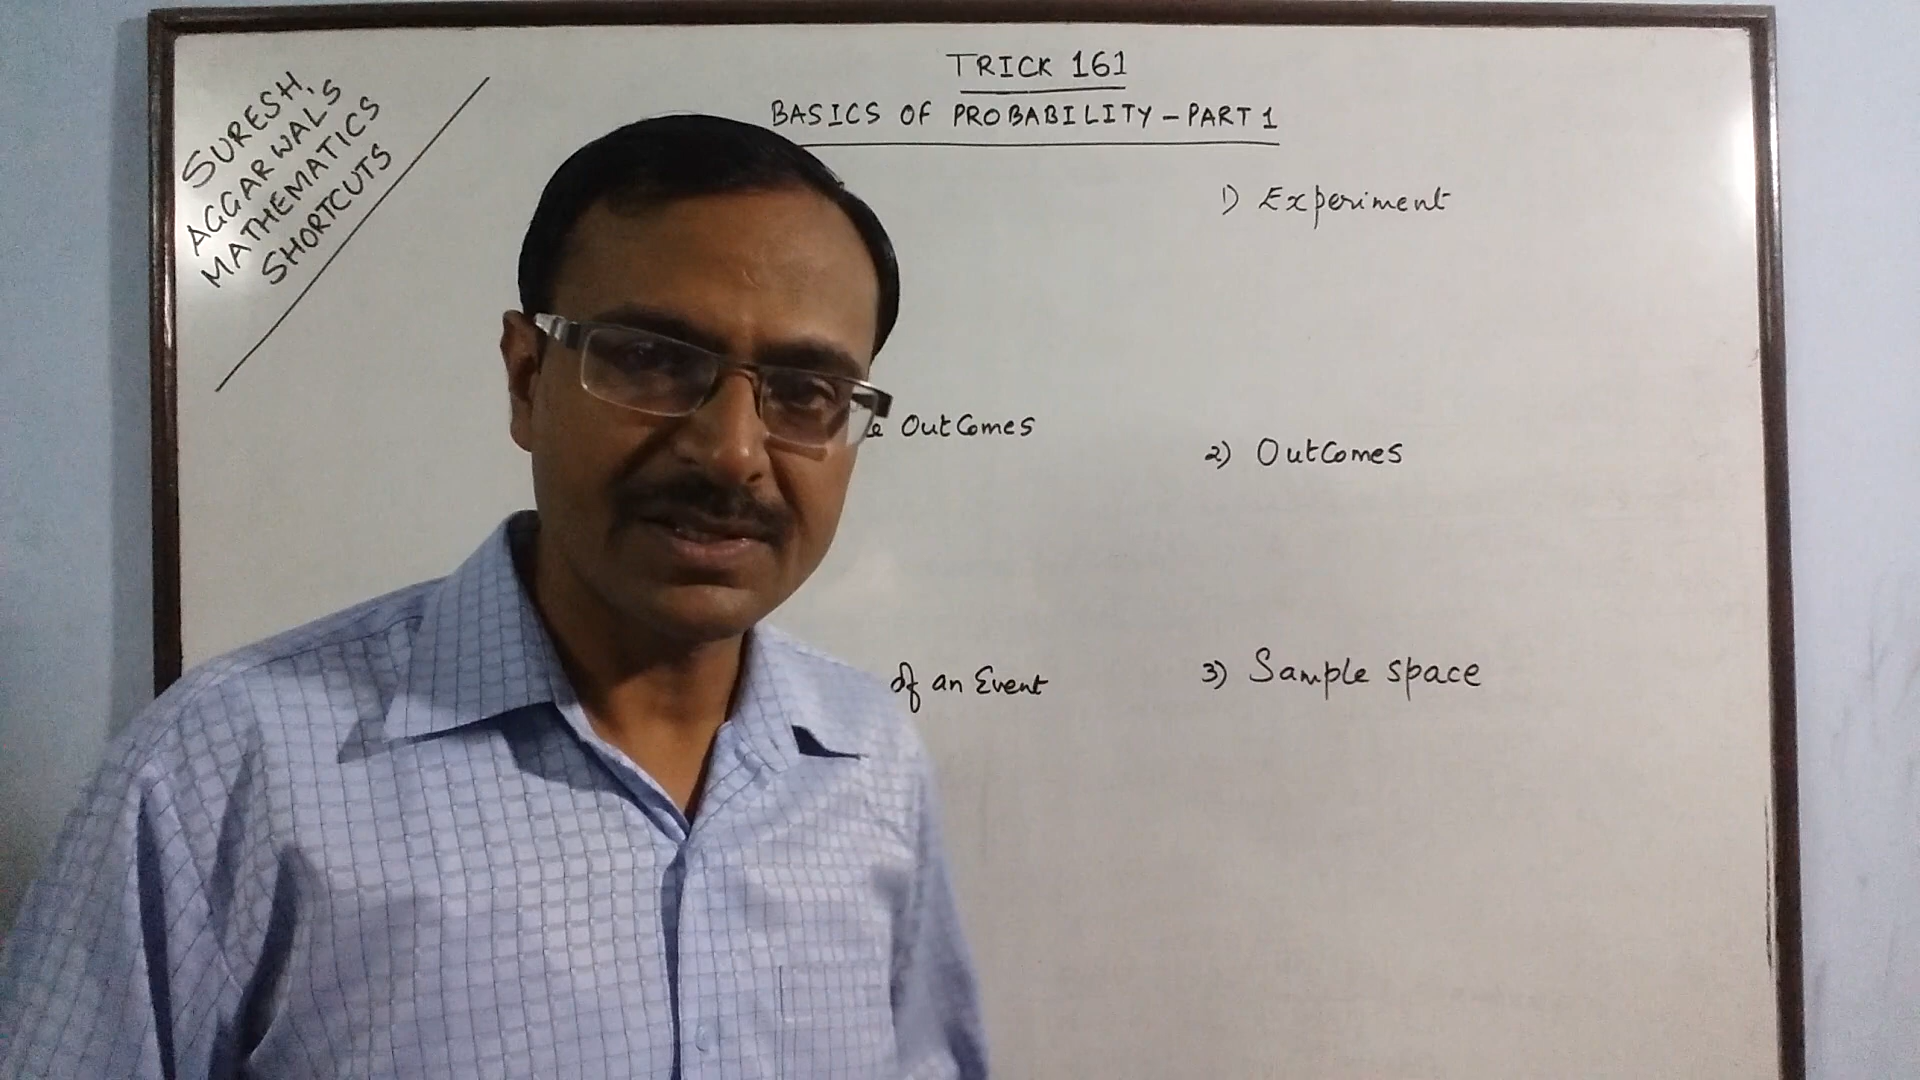 SURESH
AGGARWAL'S
MATHEMATICS
SHORTCUTS
TRICK 161
BASICS OF PROBABILITY - PART 1
1) Experiment
OutComes
2) OutComes
of an Event
3) Sample space